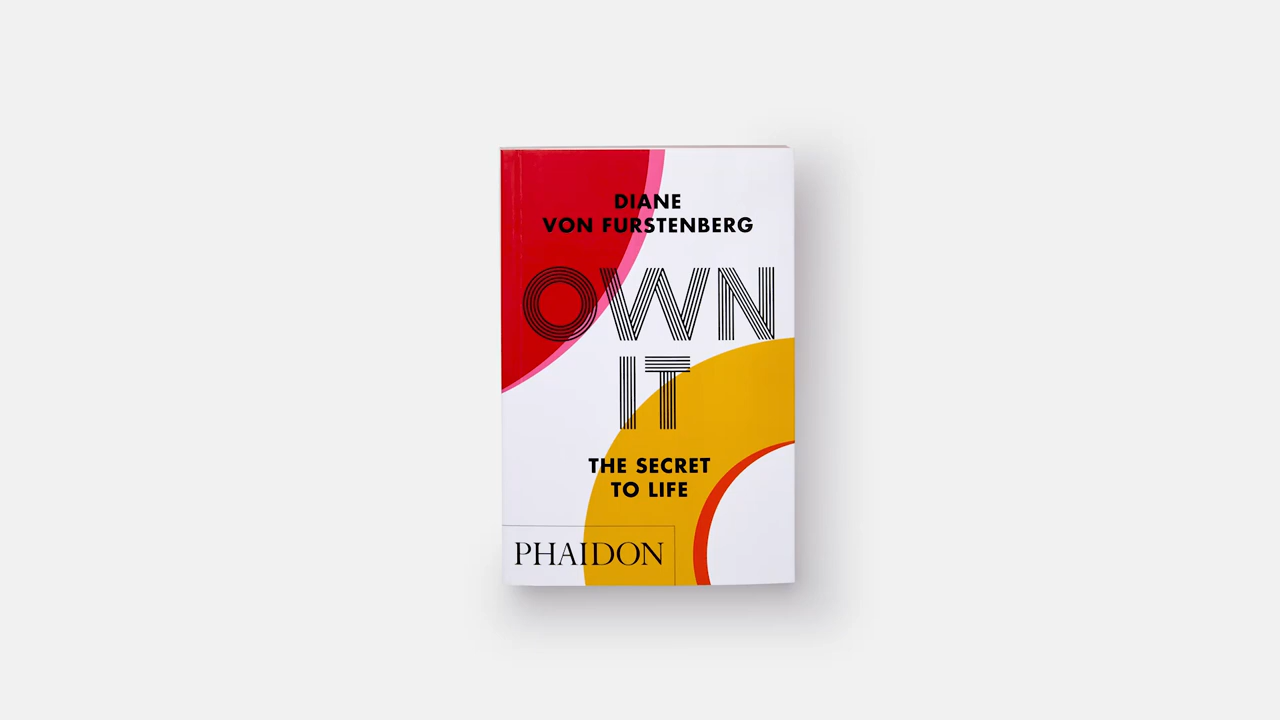 DIANE
VON FURSTENBERG
OWN
IT
THE SECRET
TO LIFE
PHAIDON